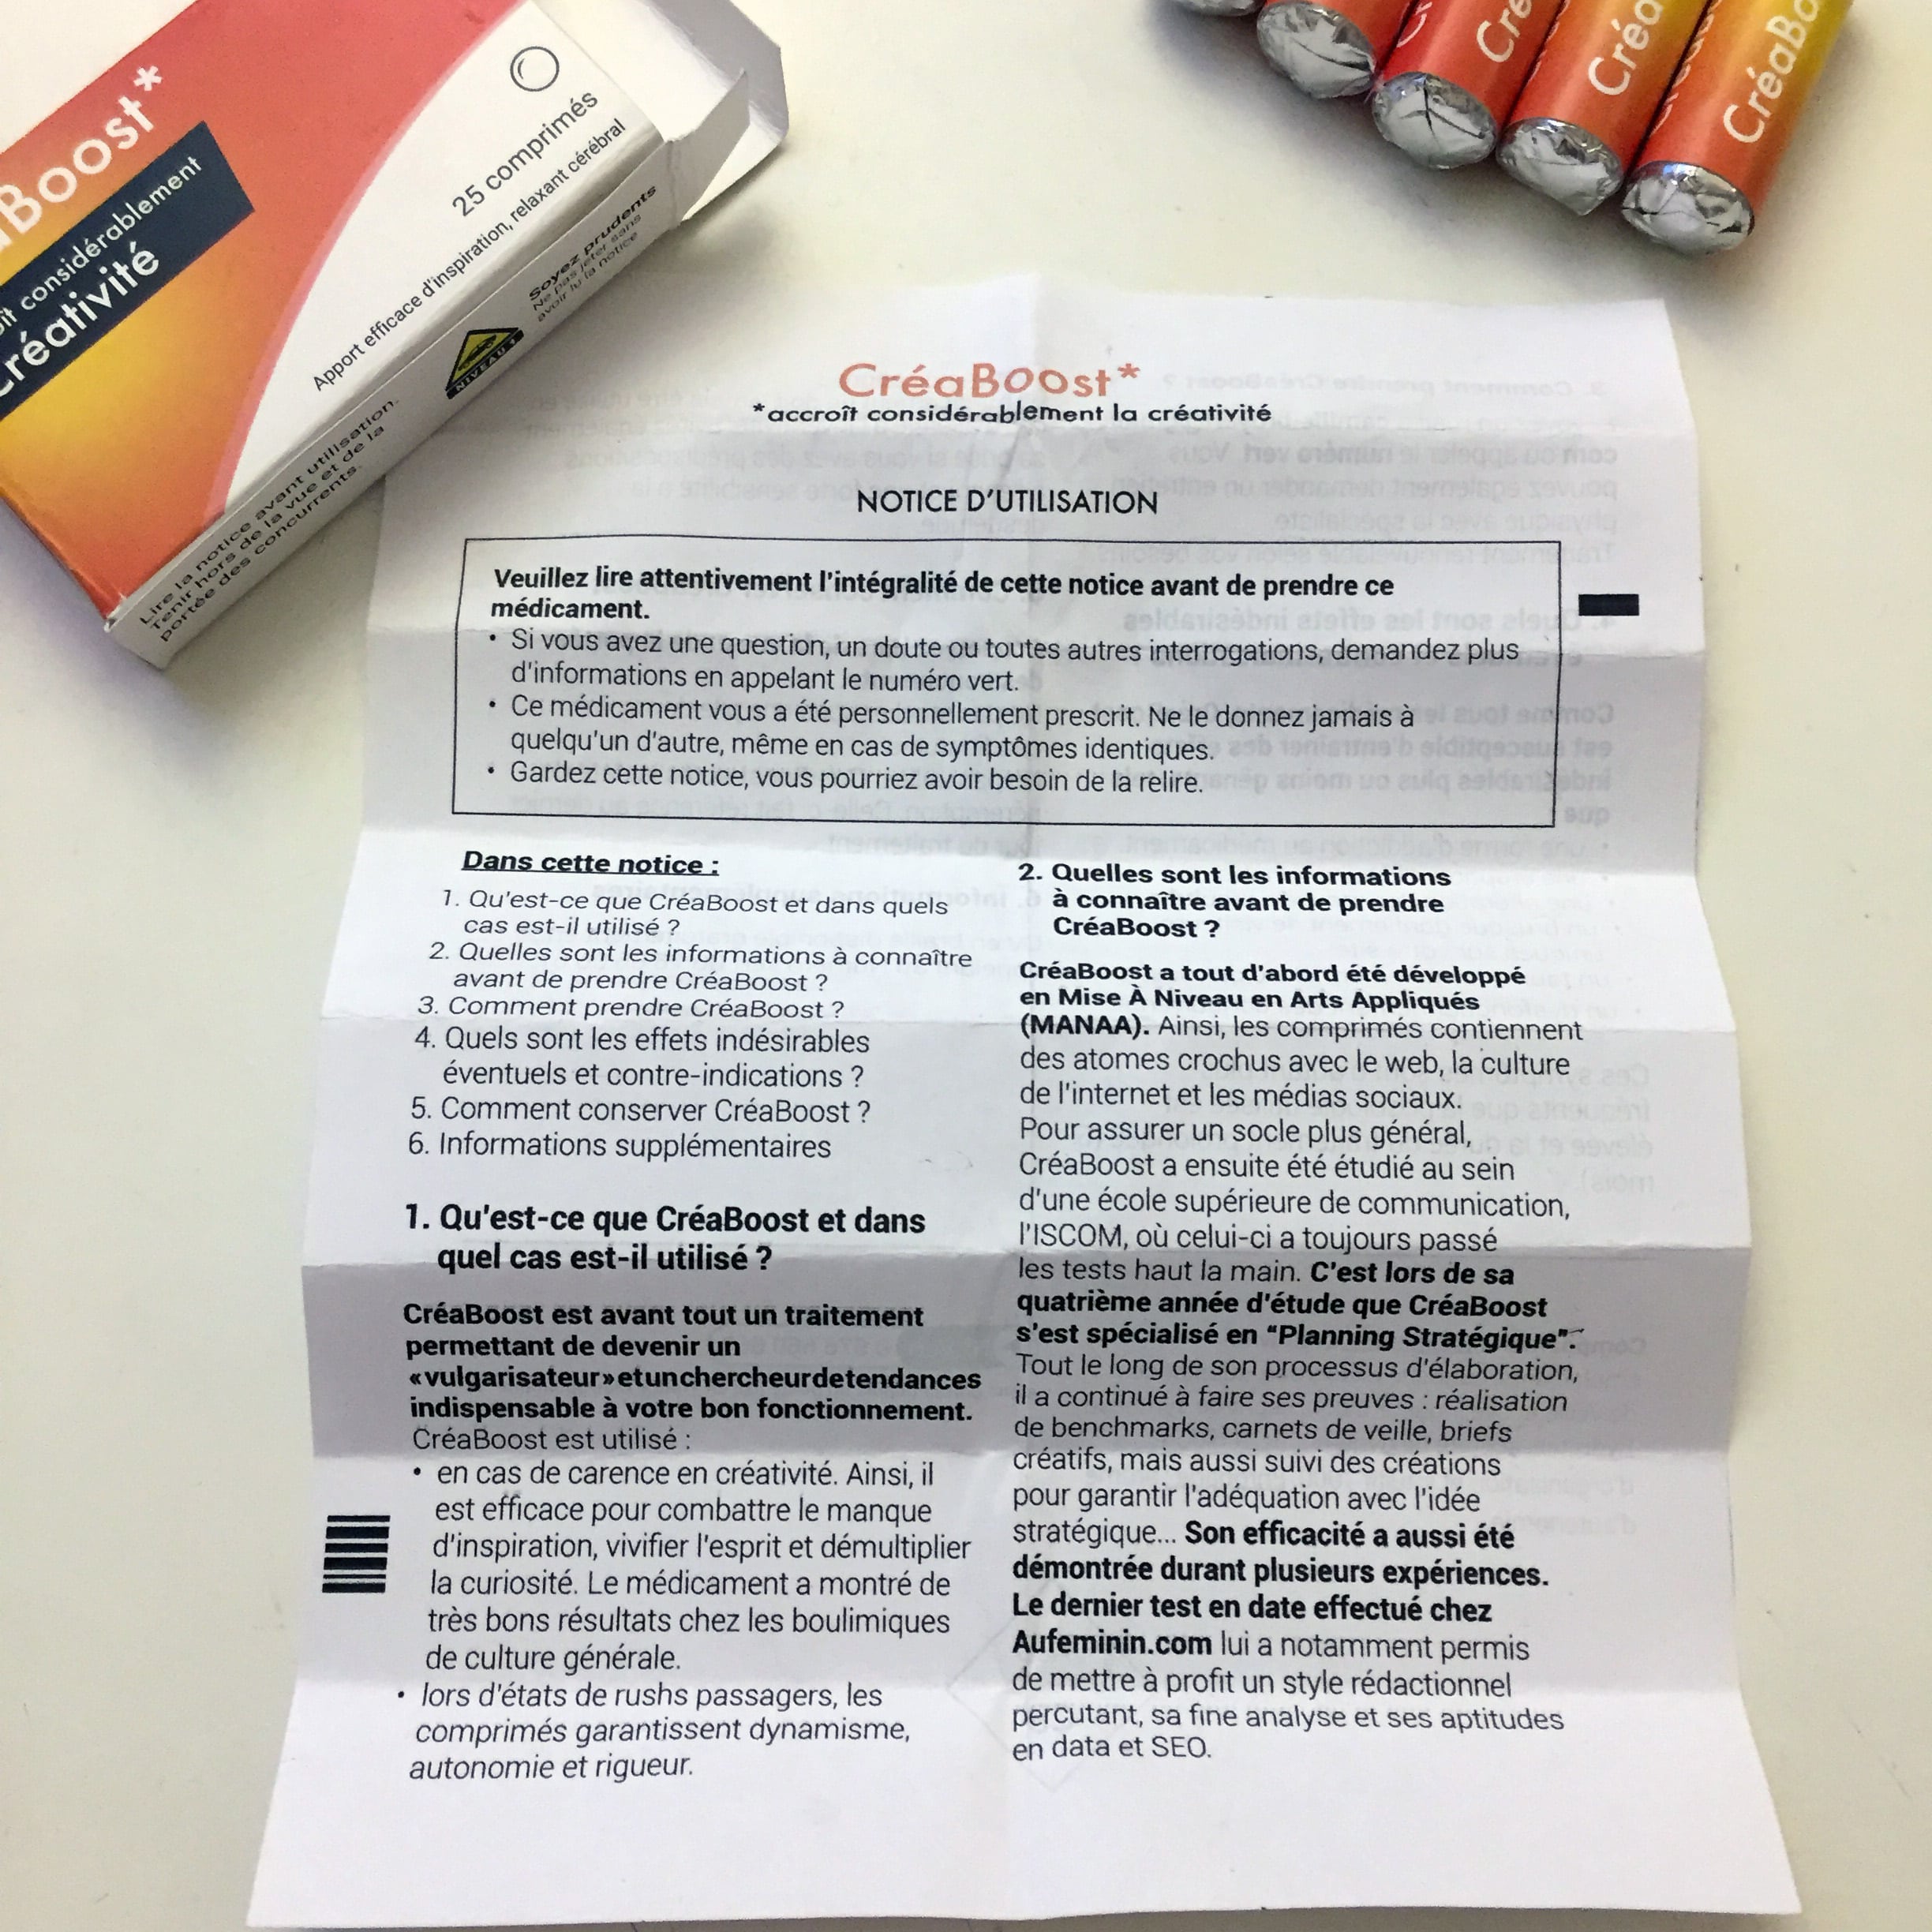 Boost*
considérablement
créativité
25 comprimés
Apport efficace d'inspiration, relaxant cérébral
Soyez prudents
Ne pas jeter sans
avoir lu la notice
NIVEAU 1
Lire la notice avant utilisation.
Tenir hors de la vue et de la
portée des concurrents.
Cré
Créa
CréaBo
CréaBoost*
*accroît considérablement la créativité
NOTICE D'UTILISATION
Veuillez lire attentivement l'intégralité de cette notice avant de prendre ce
médicament.
• Si vous avez une question, un doute ou toutes autres interrogations, demandez plus
d'informations en appelant le numéro vert.
• Ce médicament vous a été personnellement prescrit. Ne le donnez jamais à
quelqu'un d'autre, même en cas de symptômes identiques.
• Gardez cette notice, vous pourriez avoir besoin de la relire.
Dans cette notice :
1. Qu'est-ce que CréaBoost et dans quels
cas est-il utilisé ?
2. Quelles sont les informations à connaître
avant de prendre CréaBoost ?
3. Comment prendre CréaBoost ?
4. Quels sont les effets indésirables
éventuels et contre-indications ?
5. Comment conserver CréaBoost ?
6. Informations supplémentaires
1. Qu'est-ce que CréaBoost et dans
quel cas est-il utilisé ?
CréaBoost est avant tout un traitement
permettant de devenir un
«vulgarisateur» et un chercheur de tendances
indispensable à votre bon fonctionnement.
CréaBoost est utilisé :
• en cas de carence en créativité. Ainsi, il
est efficace pour combattre le manque
d'inspiration, vivifier l'esprit et démultiplier
la curiosité. Le médicament a montré de
très bons résultats chez les boulimiques
de culture générale.
• lors d'états de rushs passagers, les
comprimés garantissent dynamisme,
autonomie et rigueur.
2. Quelles sont les informations
à connaître avant de prendre
CréaBoost ?
CréaBoost a tout d'abord été développé
en Mise À Niveau en Arts Appliqués
(MANAA). Ainsi, les comprimés contiennent
des atomes crochus avec le web, la culture
de l'internet et les médias sociaux.
Pour assurer un socle plus général,
CréaBoost a ensuite été étudié au sein
d'une école supérieure de communication,
l'ISCOM, où celui-ci a toujours passé
les tests haut la main. C'est lors de sa
quatrième année d'étude que CréaBoost
s'est spécialisé en "Planning Stratégique".
Tout le long de son processus d'élaboration,
il a continué à faire ses preuves : réalisation
de benchmarks, carnets de veille, briefs
créatifs, mais aussi suivi des créations
pour garantir l'adéquation avec l'idée
stratégique... Son efficacité a aussi été
démontrée durant plusieurs expériences.
Le dernier test en date effectué chez
Aufeminin.com lui a notamment permis
de mettre à profit un style rédactionnel
percutant, sa fine analyse et ses aptitudes
en data et SEO.